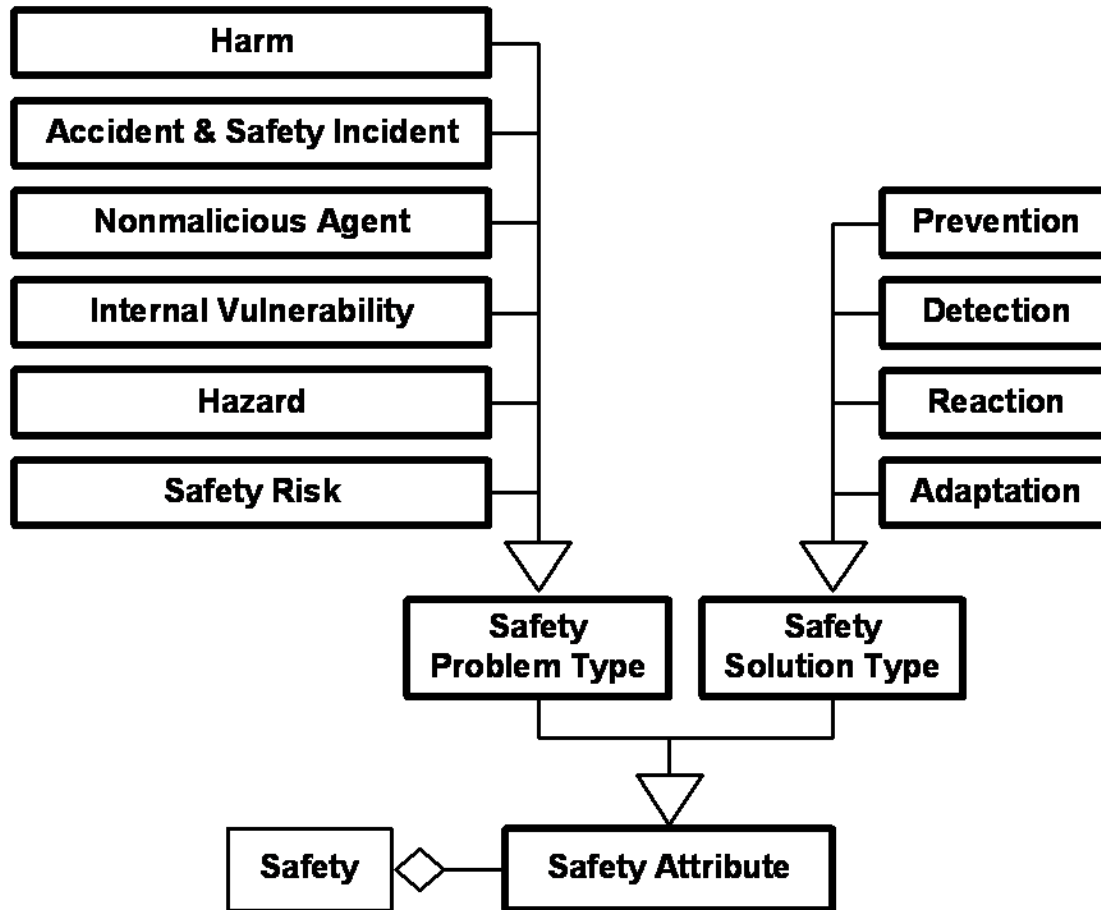 Harm
Accident & Safety Incident
Nonmalicious Agent
Internal Vulnerability
Hazard
Safety Risk
Prevention
Detection
Reaction
Adaptation
Safety
Problem Type
Safety
Solution Type
Safety
Safety Attribute